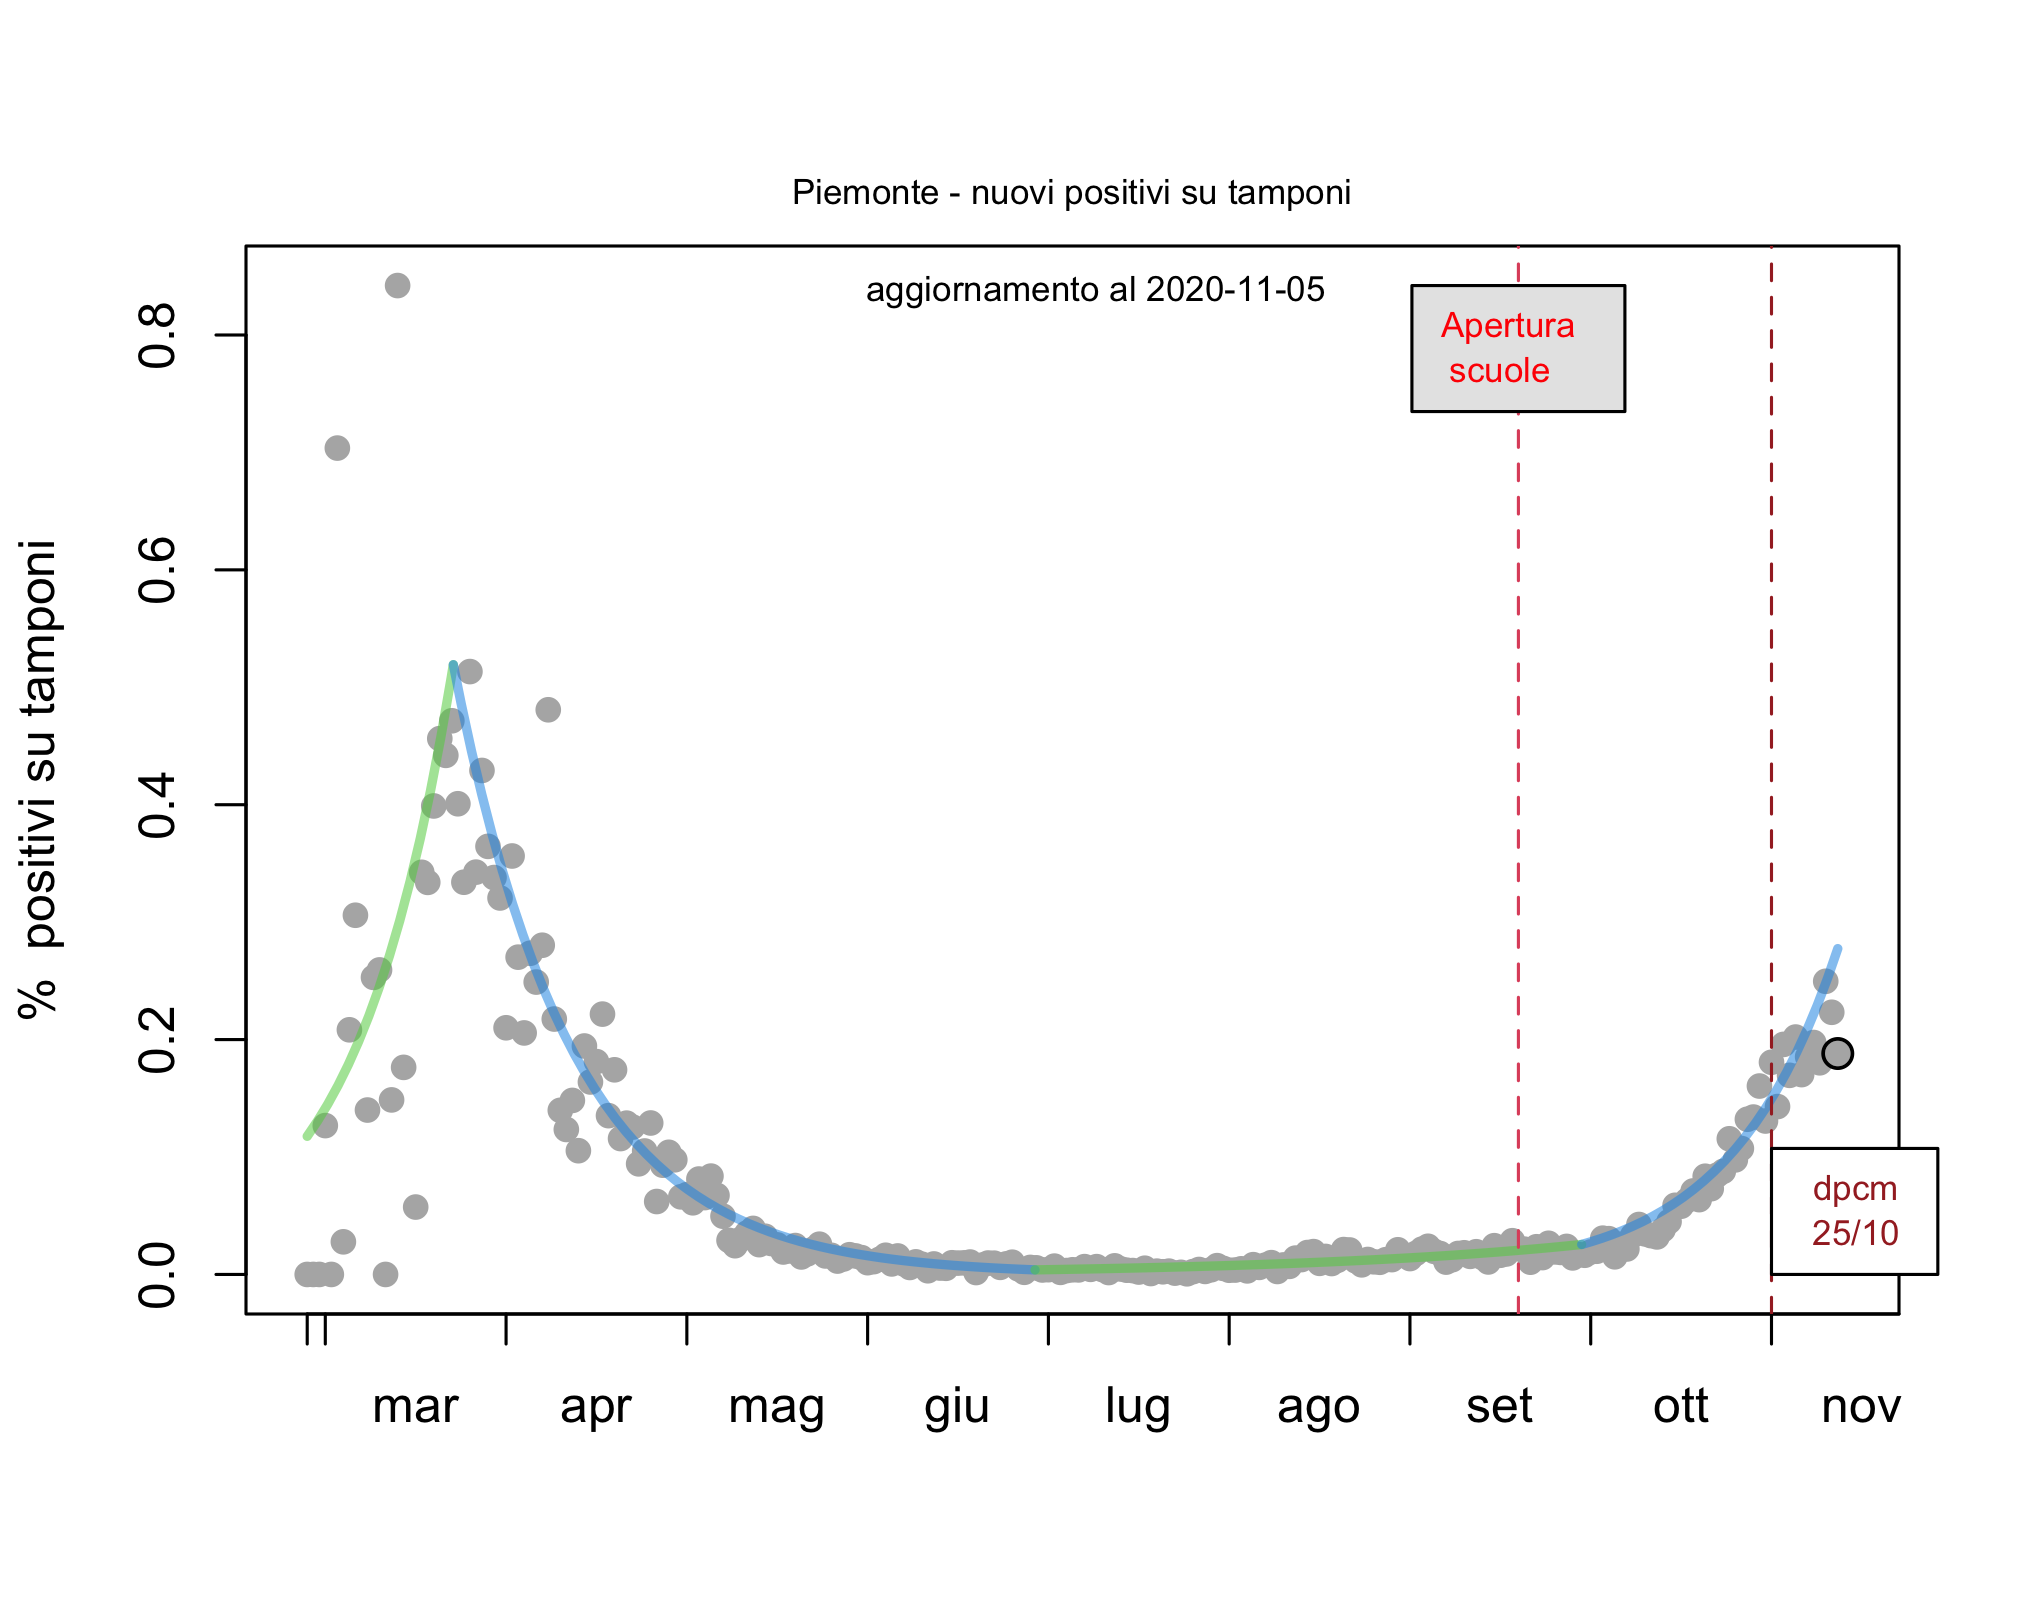 Piemonte - nuovi positivi su tamponi
aggiornamento al 2020-11-05
Apertura
scuole
% positivi su tamponi
0.8
0.6
0.4
0.2
0.0
dpcm
25/10
mar apr mag giu lug ago set ott nov